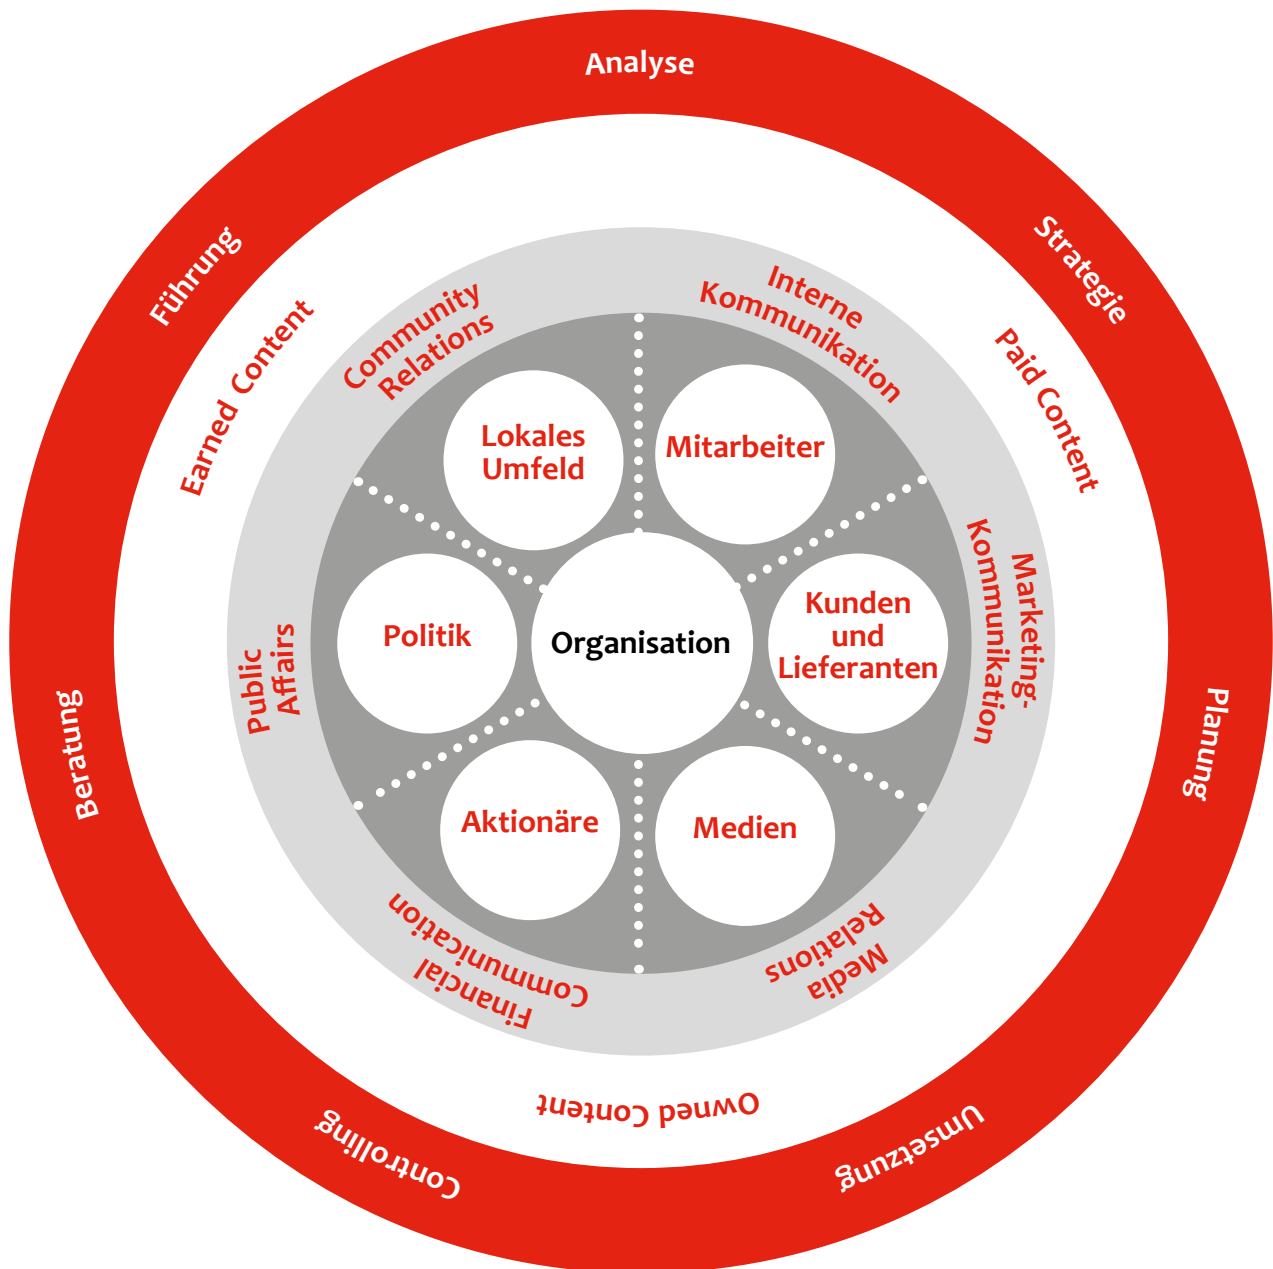 Analyse
Strategie
Planung
Umsetzung
Controlling
Beratung
Führung
Earned Content
Paid Content
Owned Content
Community
Relations
Interne
Kommunikation
Marketing-
Kommunikation
Media
Relations
Financial
Communication
Public
Affairs
Lokales
Umfeld
Mitarbeiter
Kunden
und
Lieferanten
Medien
Aktionäre
Politik
Organisation